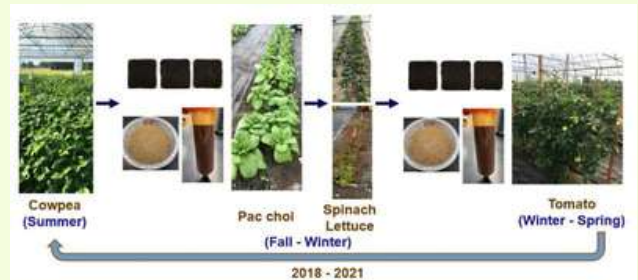 Cowpea
(Summer)
Pac choi
Spinach
Lettuce
(Fall - Winter)
Tomato
(Winter - Spring)
2018 - 2021